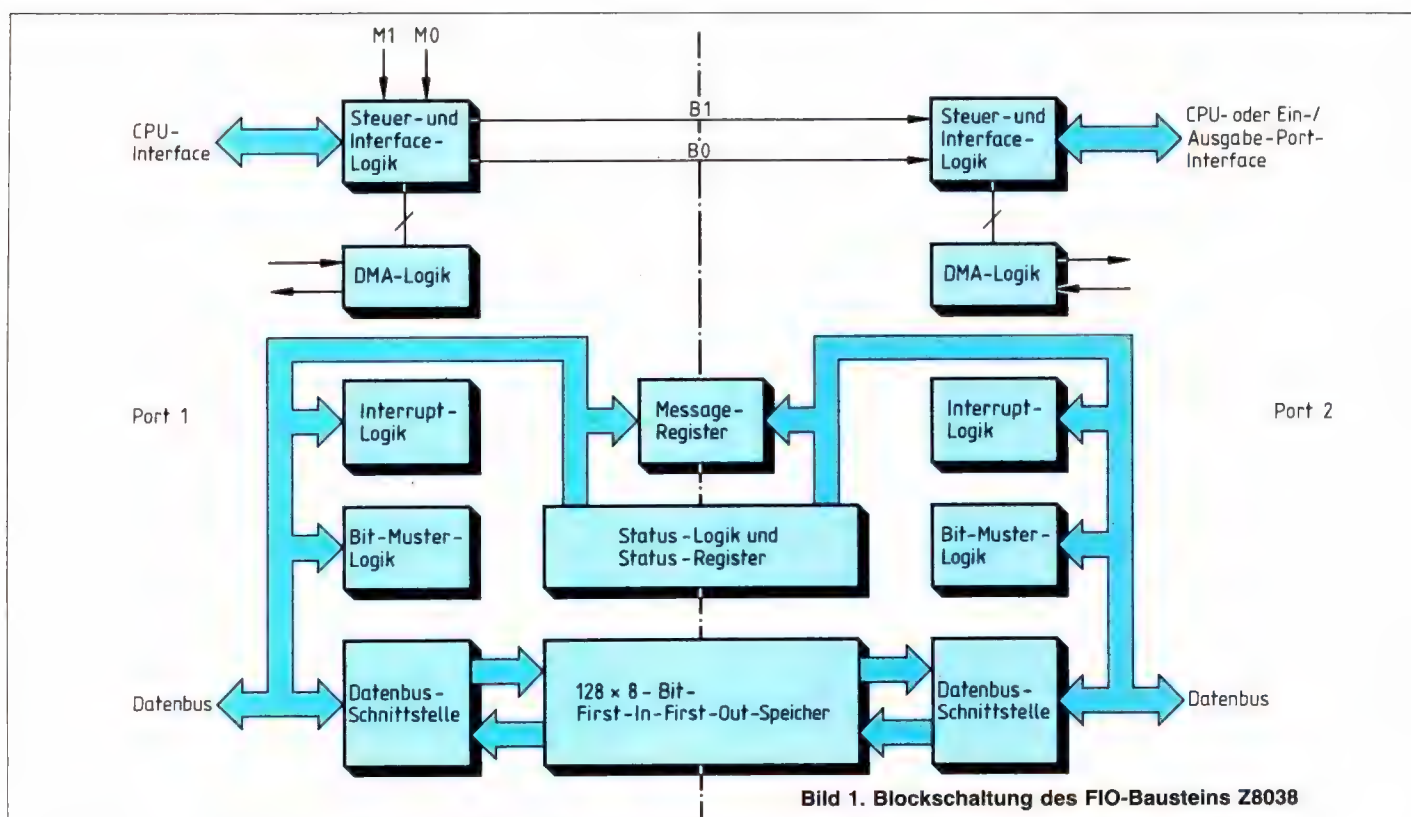 M1 M0
CPU-
Interface
Steuer- und
Interface-
Logik
B1
B0
Steuer- und
Interface-
Logik
CPU- oder Ein-/
Ausgabe-Port-
Interface
DMA-Logik
DMA-Logik
Port 1
Interrupt-
Logik
Message-
Register
Interrupt-
Logik
Port 2
Bit-Muster-
Logik
Status-Logik und
Status-Register
Bit-Muster-
Logik
Datenbus
Datenbus-
Schnittstelle
128 × 8-Bit-
First-In-First-Out-Speicher
Datenbus-
Schnittstelle
Datenbus
Bild 1. Blockschaltung des FIO-Bausteins Z8038